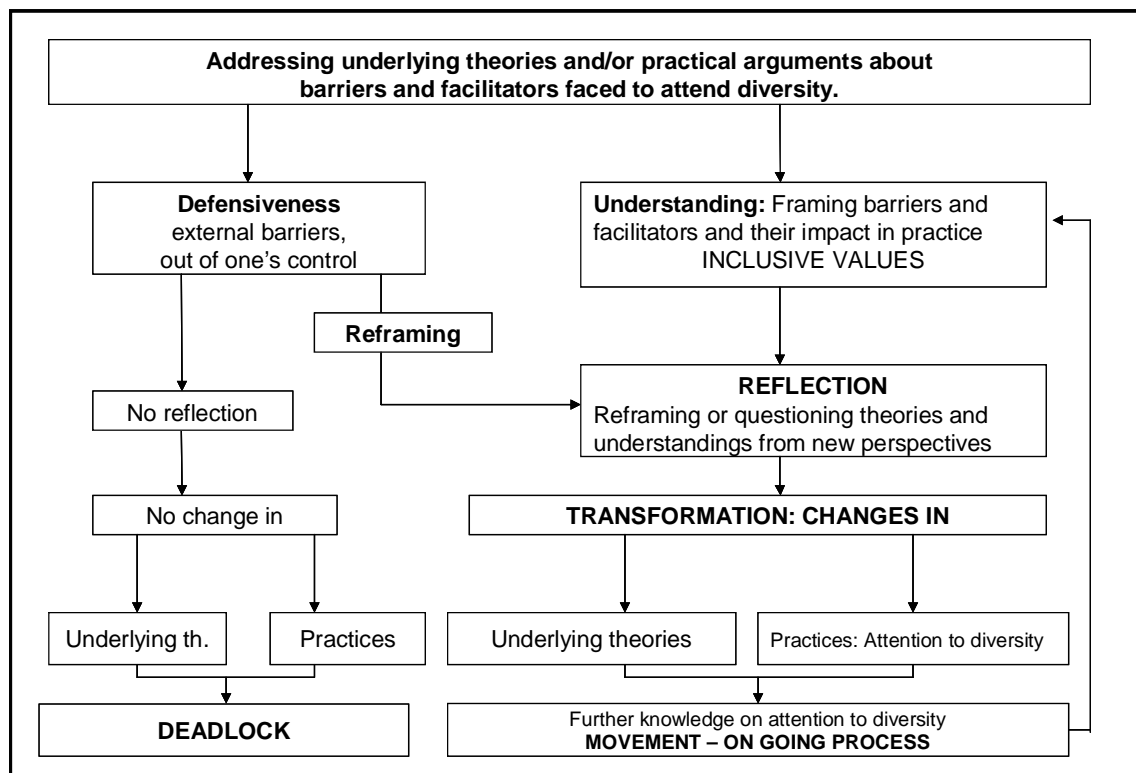 Addressing underlying theories and/or practical arguments about
barriers and facilitators faced to attend diversity.
Defensiveness
external barriers,
out of one's control
Understanding: Framing barriers and
facilitators and their impact in practice
INCLUSIVE VALUES
Reframing
REFLECTION
Reframing or questioning theories and
understandings from new perspectives
No reflection
No change in
TRANSFORMATION: CHANGES IN
Underlying th.
Practices
Underlying theories
Practices: Attention to diversity
DEADLOCK
Further knowledge on attention to diversity
MOVEMENT – ON GOING PROCESS